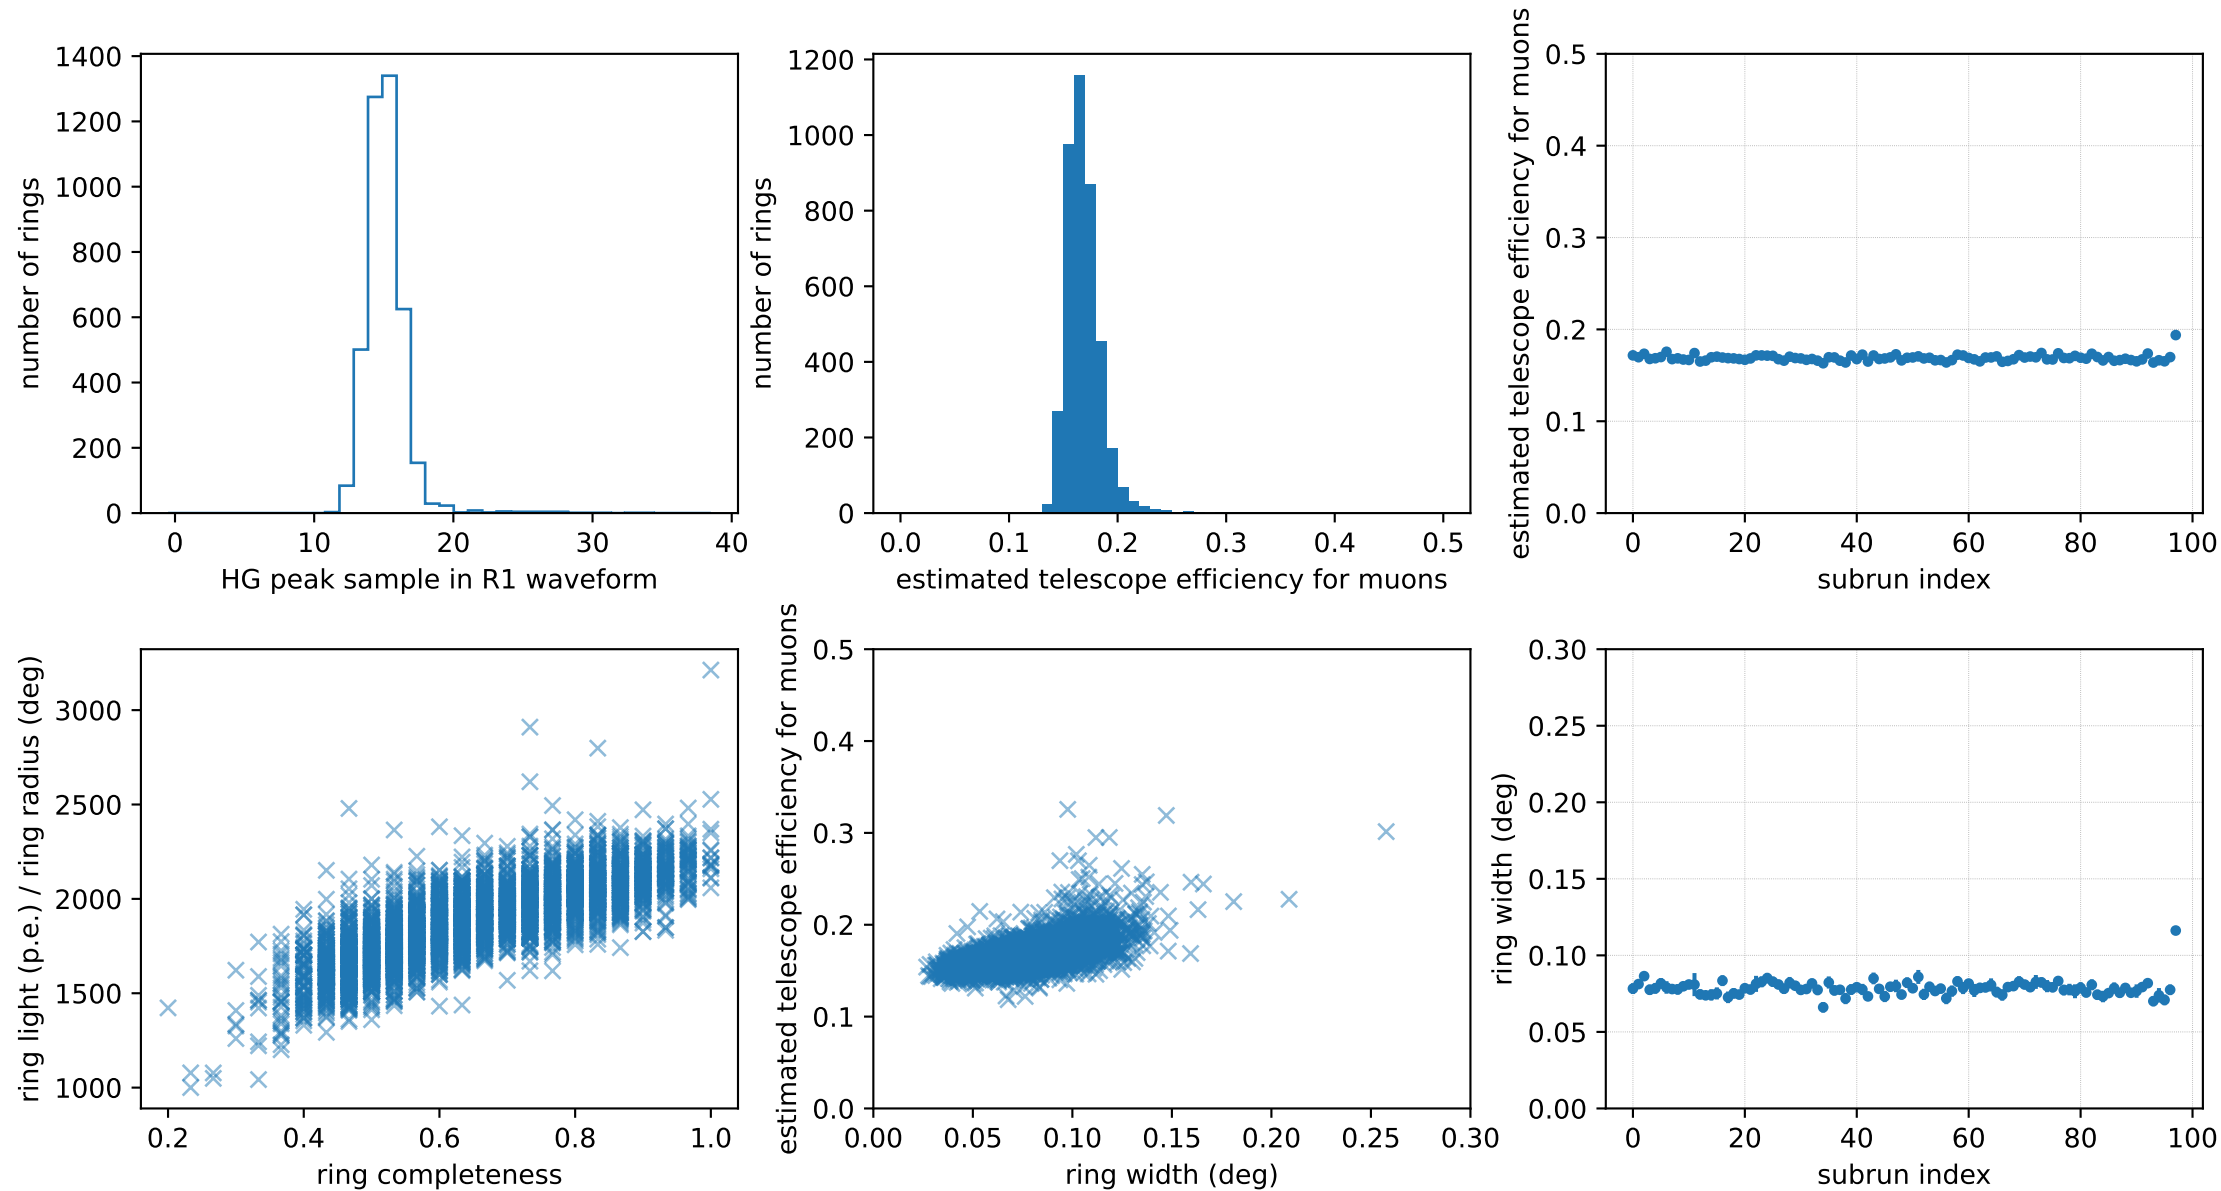 number of rings
1400
1200
1000
800
600
400
200
0
0 10 20 30 40
HG peak sample in R1 waveform
number of rings
1200
1000
800
600
400
200
0
0.0 0.1 0.2 0.3 0.4 0.5
estimated telescope efficiency for muons
estimated telescope efficiency for muons
0.5
0.4
0.3
0.2
0.1
0.0
0 20 40 60 80 100
subrun index
ring light (p.e.) / ring radius (deg)
3000
2500
2000
1500
1000
0.2 0.4 0.6 0.8 1.0
ring completeness
estimated telescope efficiency for muons
0.5
0.4
0.3
0.2
0.1
0.0
0.00 0.05 0.10 0.15 0.20 0.25 0.30
ring width (deg)
ring width (deg)
0.30
0.25
0.20
0.15
0.10
0.05
0.00
0 20 40 60 80 100
subrun index